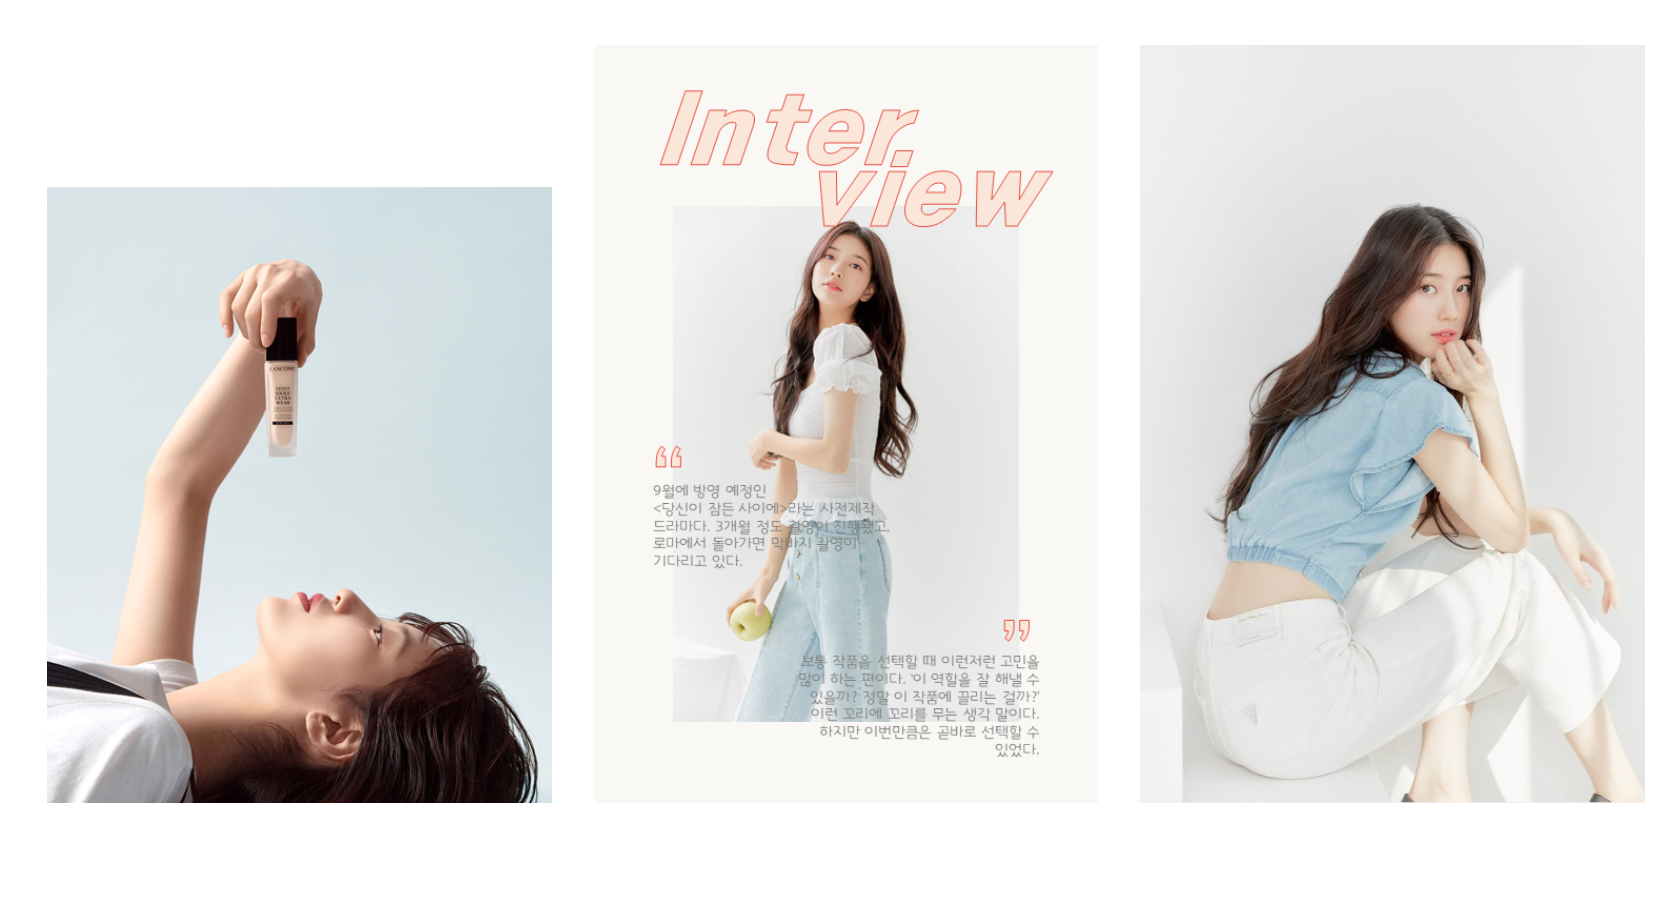 LANCÔME
TEINT
IDOLE
ULTRA
WEAR
Inter
view
“
9월에 방영 예정인
<당신이 잠든 사이에>라는 사전제작
드라마다. 3개월 정도 촬영이 진행됐고,
로마에서 돌아가면 막바지 촬영이
기다리고 있다.
”
보통 작품을 선택할 때 이런저런 고민을
많이 하는 편이다. ‘이 역할을 잘 해낼 수
있을까? 정말 이 작품에 끌리는 걸까?’
이런 꼬리에 꼬리를 무는 생각 말이다.
하지만 이번만큼은 곧바로 선택할 수
있었다.